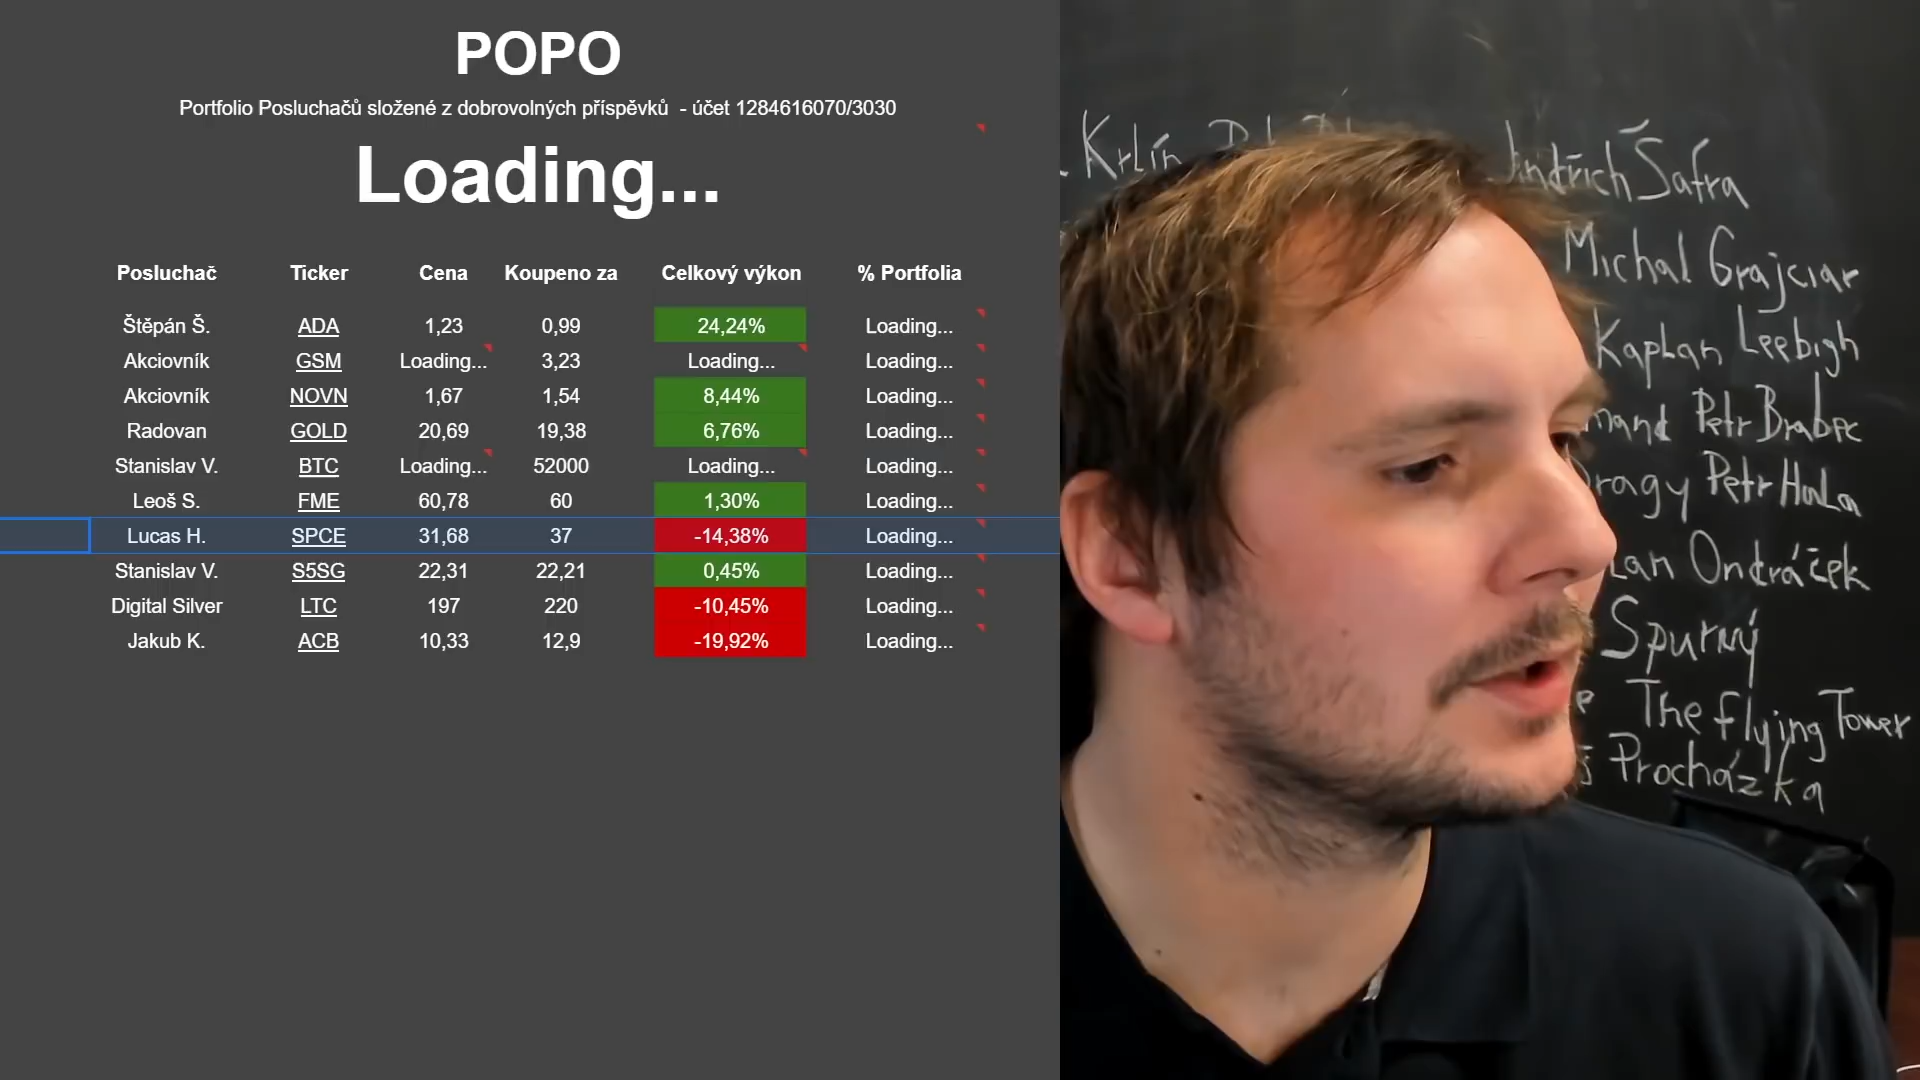 POPO
Portfolio Posluchačů složené z dobrovolných příspěvků - účet 1284616070/3030
Loading...
Posluchač Ticker Cena Koupeno za Celkový výkon % Portfolia
Štěpán Š. ADA 1,23 0,99 24,24% Loading...
Akciovník GSM Loading... 3,23 Loading... Loading...
Akciovník NOVN 1,67 1,54 8,44% Loading...
Radovan GOLD 20,69 19,38 6,76% Loading...
Stanislav V. BTC Loading... 52000 Loading... Loading...
Leoš S. FME 60,78 60 1,30% Loading...
Lucas H. SPCE 31,68 37 -14,38% Loading...
Stanislav V. S5SG 22,31 22,21 0,45% Loading...
Digital Silver LTC 197 220 -10,45% Loading...
Jakub K. ACB 10,33 12,9 -19,92% Loading...
Krlín
Jindřich Šafra
Michal Grajciar
Kaplan Leebigh
Petr Brabec
Petr Hala
Ondráček
Spurný
The flying Tower
Procházka